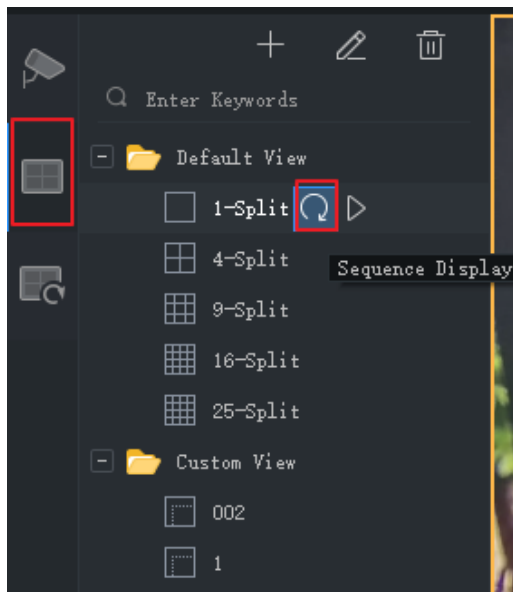 Enter Keywords
Default View
1-Split
4-Split
Sequence Display
9-Split
16-Split
25-Split
Custom View
002
1